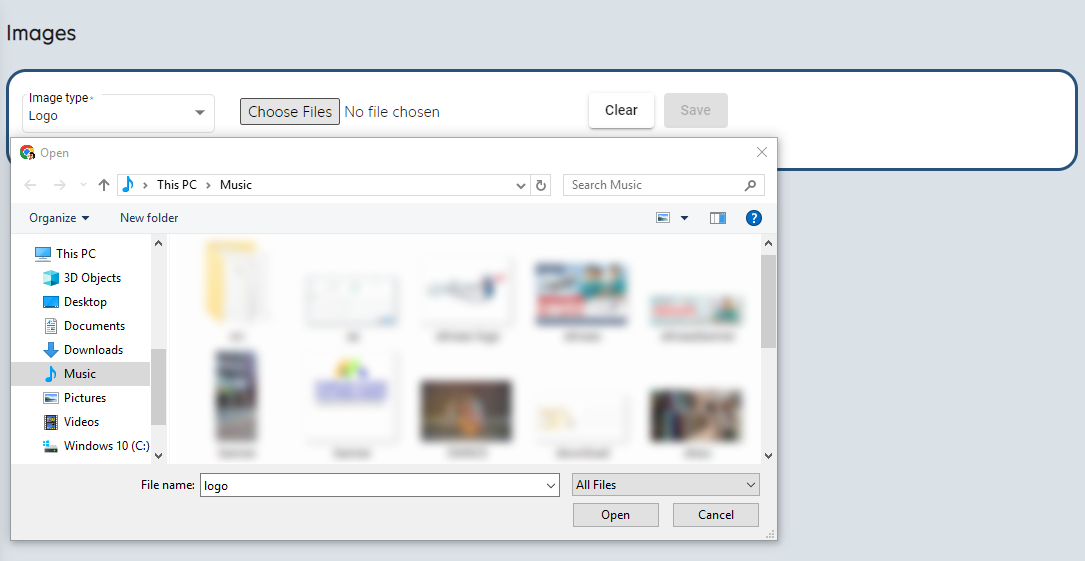 Images
Image type *
Logo
Choose Files No file chosen
Clear
Save
Open
This PC > Music
Search Music
Organize
New folder
This PC
3D Objects
Desktop
Documents
Downloads
Music
Pictures
Videos
Windows 10 (C:)
File name: logo
All Files
Open
Cancel